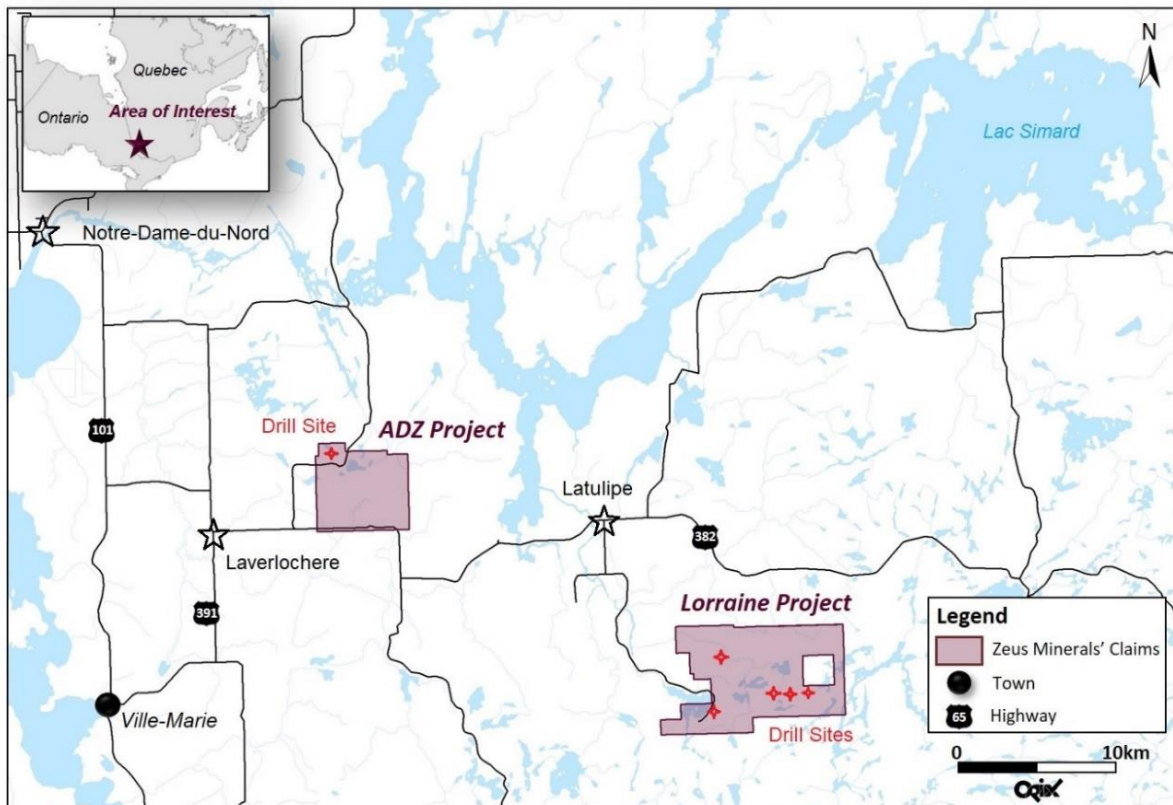 Quebec
Ontario
Area of Interest
N
Lac Simard
Notre-Dame-du-Nord
101
Drill Site
ADZ Project
Latulipe
382
Laverlochere
391
Lorraine Project
Ville-Marie
Drill Sites
Legend
Zeus Minerals' Claims
Town
65
Highway
0
10km